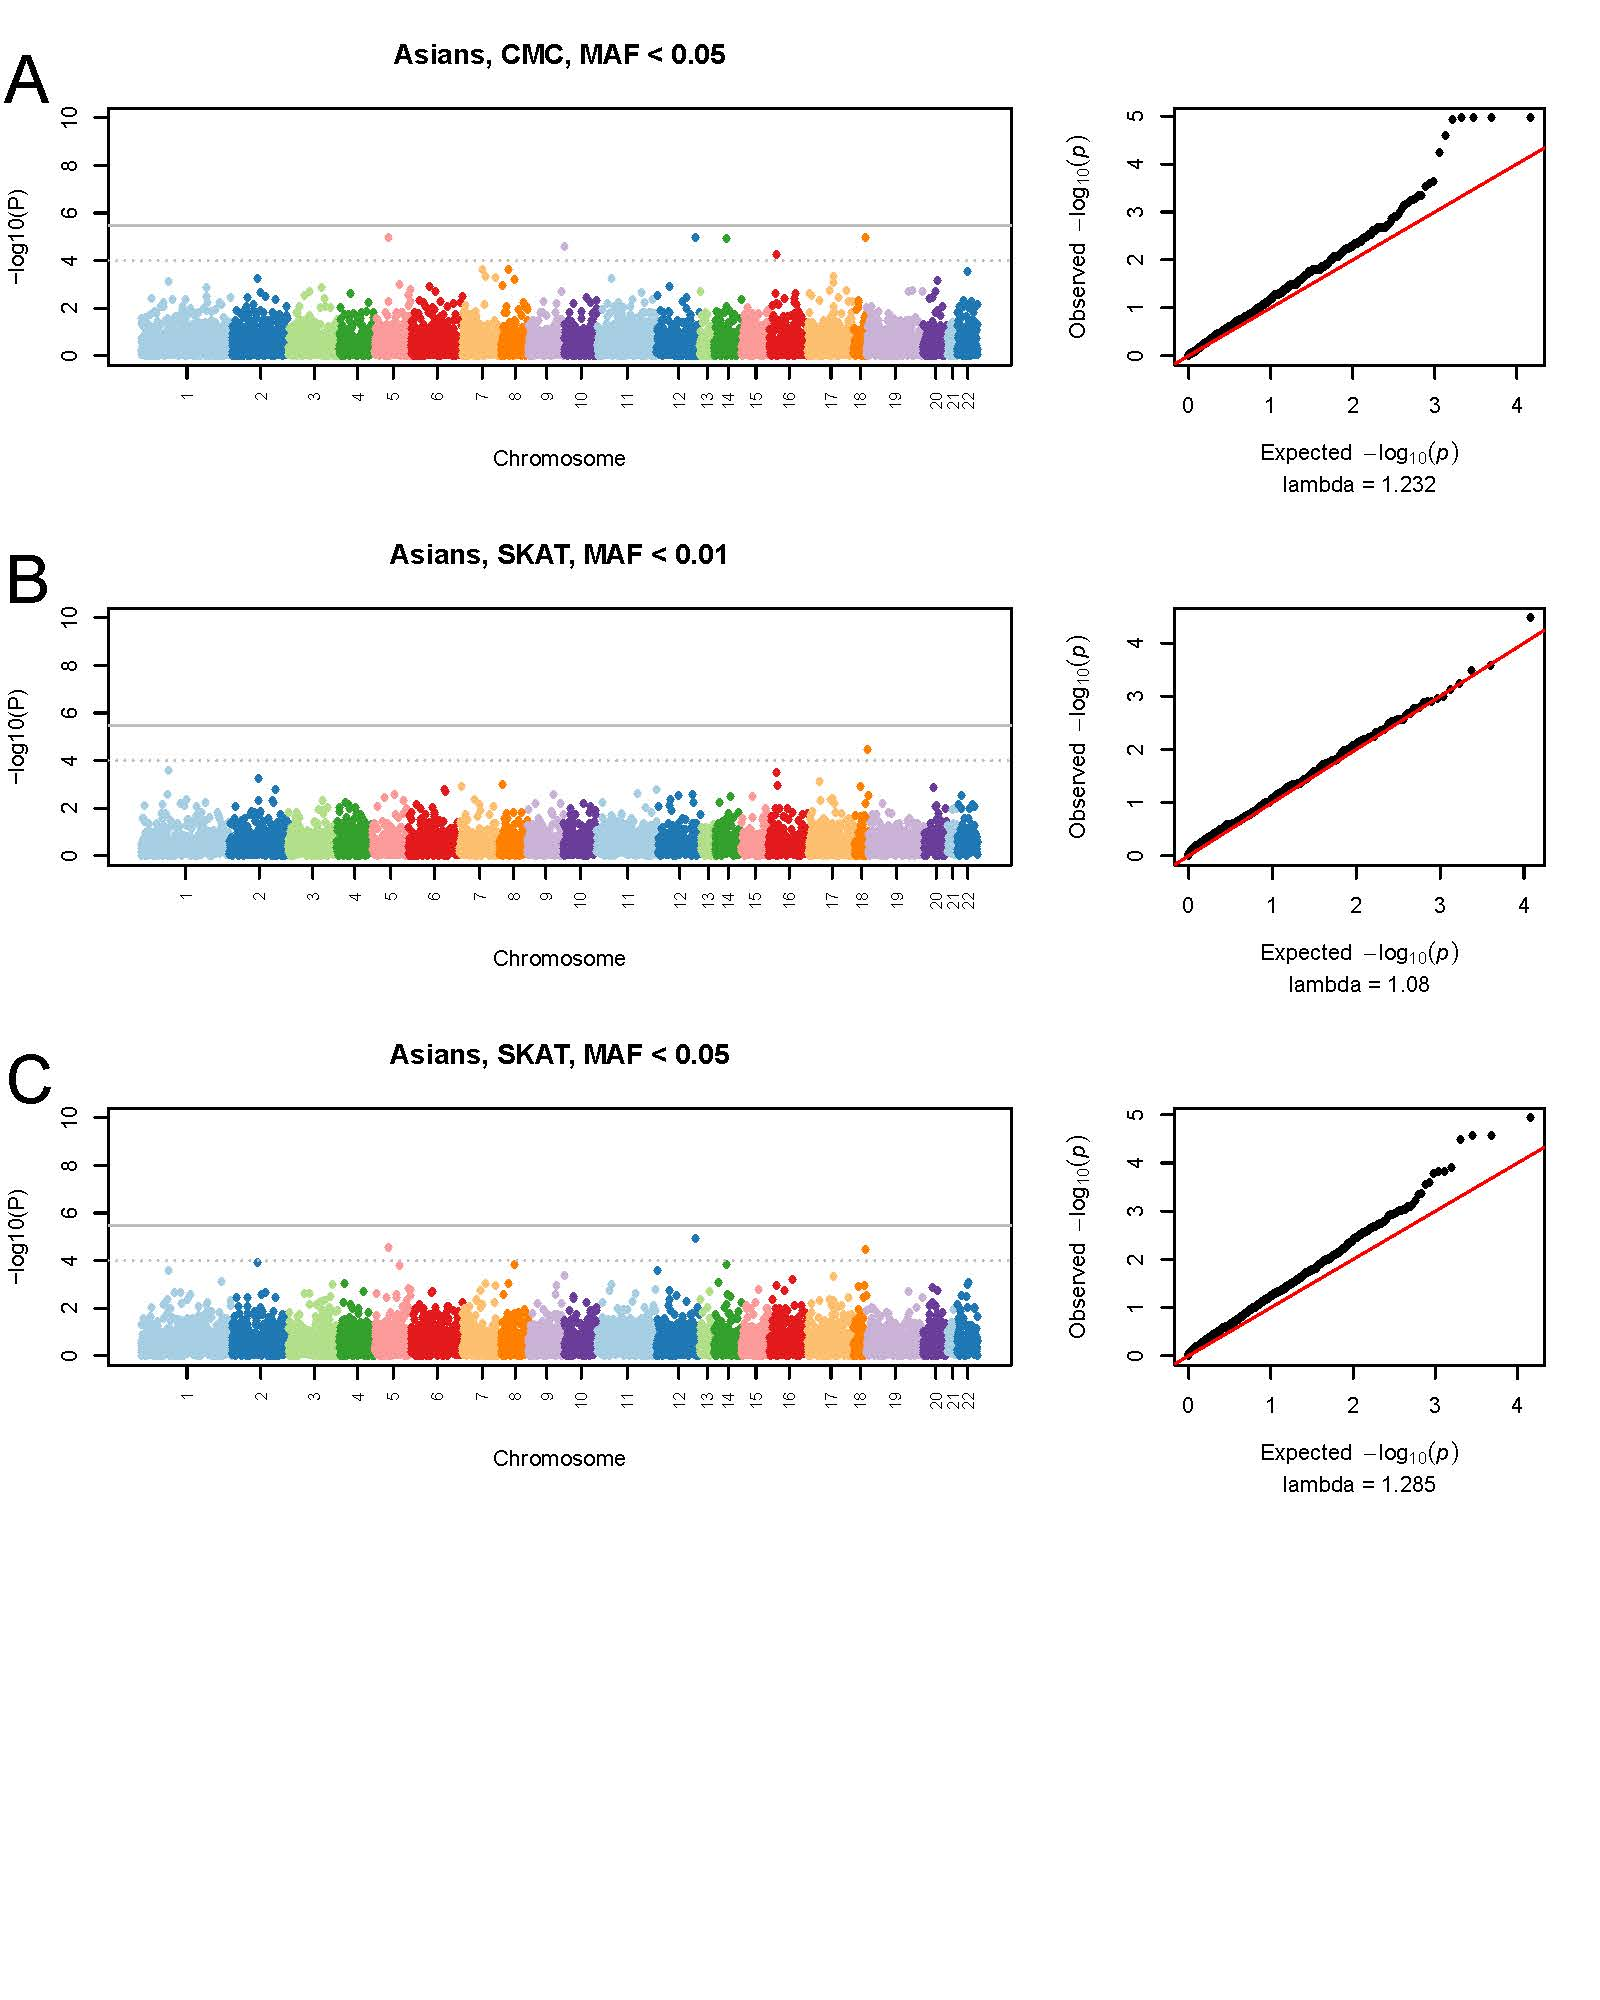 A
Asians, CMC, MAF < 0.05
−log10(P)
0 2 4 6 8 10
1 2 3 4 5 6 7 8 9 10 11 12 13 14 15 16 17 18 19 20 21 22
Chromosome
Observed −log10(p)
0 1 2 3 4 5
0 1 2 3 4
Expected −log10(p)
lambda = 1.232
B
Asians, SKAT, MAF < 0.01
−log10(P)
0 2 4 6 8 10
1 2 3 4 5 6 7 8 9 10 11 12 13 14 15 16 17 18 19 20 21 22
Chromosome
Observed −log10(p)
0 1 2 3 4
0 1 2 3 4
Expected −log10(p)
lambda = 1.08
C
Asians, SKAT, MAF < 0.05
−log10(P)
0 2 4 6 8 10
1 2 3 4 5 6 7 8 9 10 11 12 13 14 15 16 17 18 19 20 21 22
Chromosome
Observed −log10(p)
0 1 2 3 4 5
0 1 2 3 4
Expected −log10(p)
lambda = 1.285